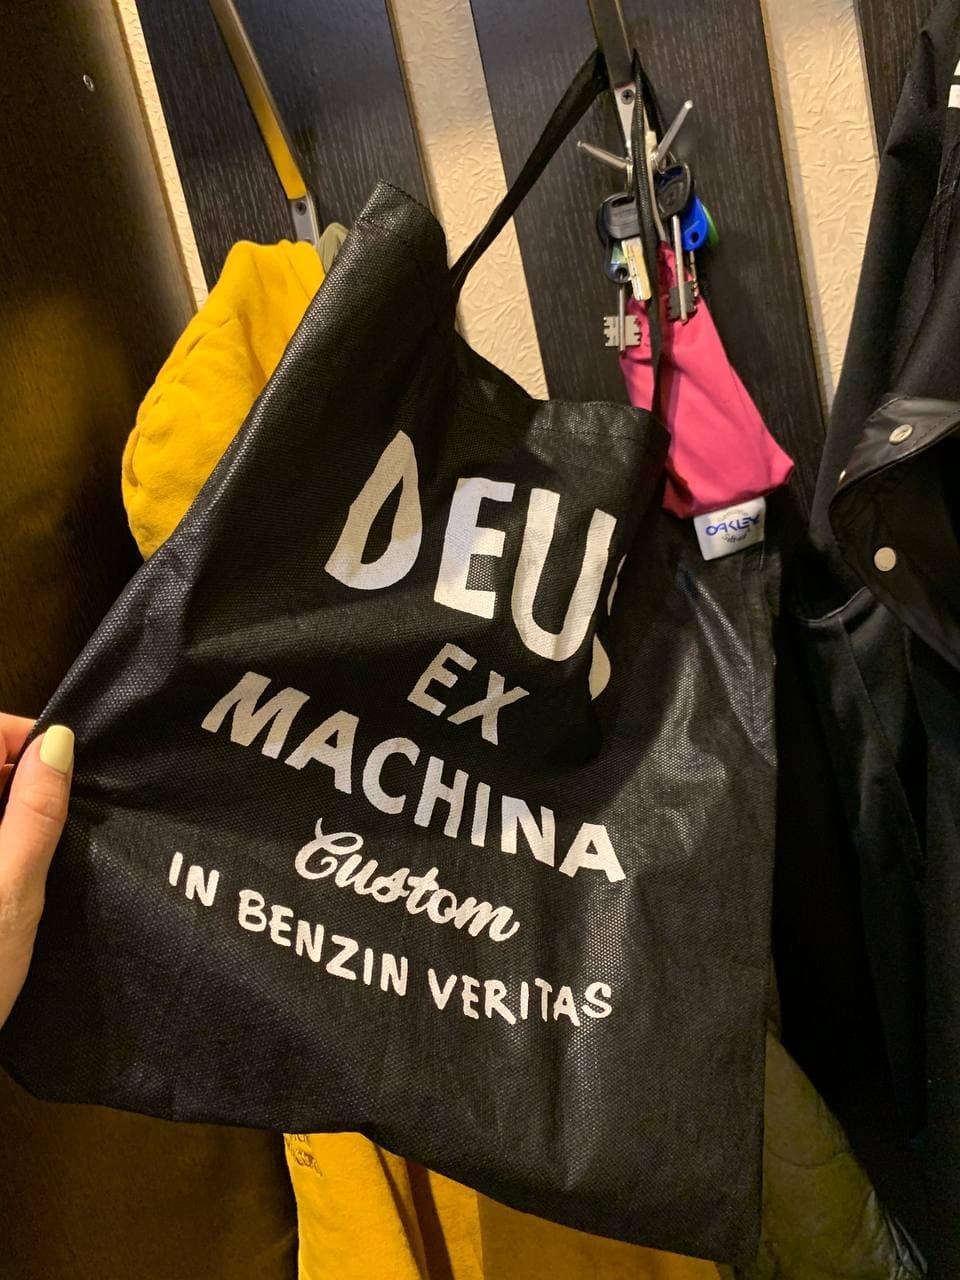 DEUS
EX
MACHINA
Custom
IN BENZIN VERITAS
OAKLEY